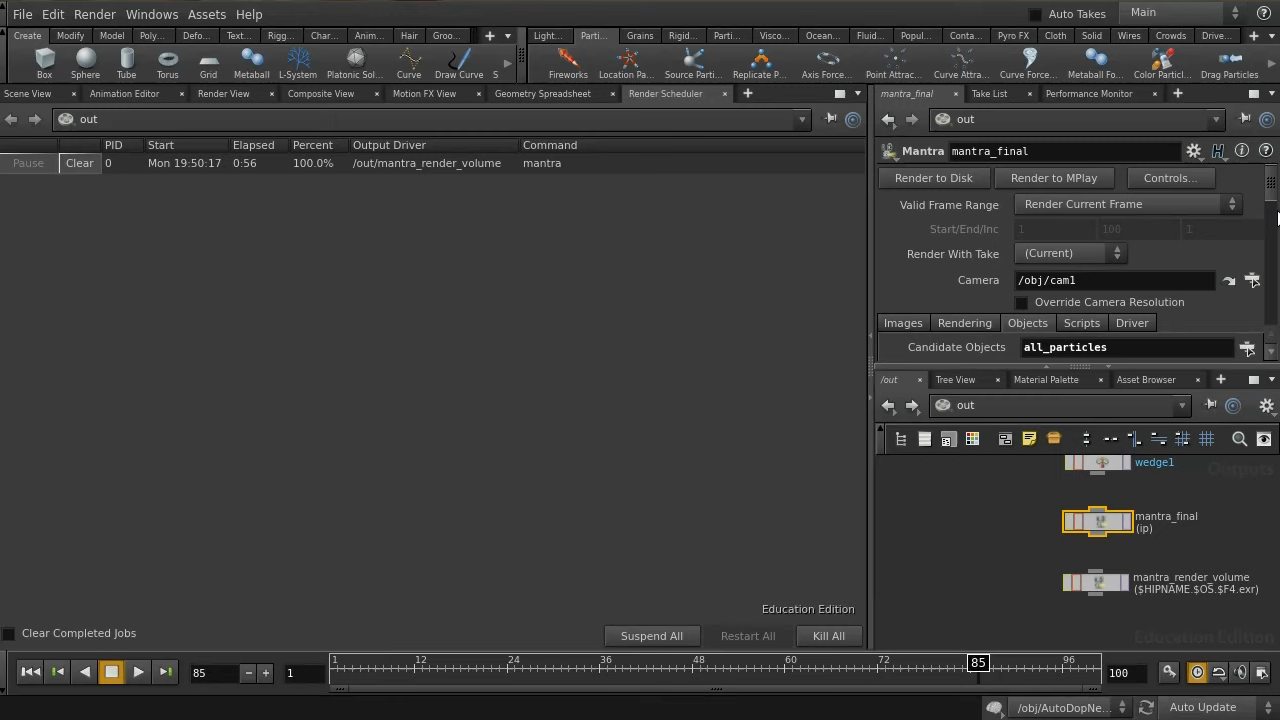 File Edit Render Windows Assets Help Auto Takes Main
Create Modify Model Poly... Defo... Text... Rigg... Char... Anim... Hair Groo... Light... Parti... Grains Rigid... Parti... Visco... Ocean... Fluid... Popul... Conta... Pyro FX Cloth Solid Wires Crowds Drive...
Box Sphere Tube Torus Grid Metaball L-System Platonic Sol... Curve Draw Curve S Fireworks Location Pa... Source Parti... Replicate P... Axis Force... Point Attrac... Curve Attra... Curve Force... Metaball Fo... Color Particl... Drag Particles
Scene View Animation Editor Render View Composite View Motion FX View Geometry Spreadsheet Render Scheduler mantra_final Take List Performance Monitor
out out
PID Start Elapsed Percent Output Driver Command
Pause Clear 0 Mon 19:50:17 0:56 100.0% /out/mantra_render_volume mantra
Mantra mantra_final
Render to Disk Render to MPlay Controls...
Valid Frame Range Render Current Frame
Start/End/Inc 1 100 1
Render With Take (Current)
Camera /obj/cam1
Override Camera Resolution
Images Rendering Objects Scripts Driver
Candidate Objects all_particles
/out Tree View Material Palette Asset Browser
out
wedge1
Outputs
mantra_final
(ip)
mantra_render_volume
($HIPNAME.$OS.$F4.exr)
Education Edition
Education Edition
Clear Completed Jobs Suspend All Restart All Kill All
85 1 1 12 24 36 48 60 72 85 96 100
/obj/AutoDopNe... Auto Update